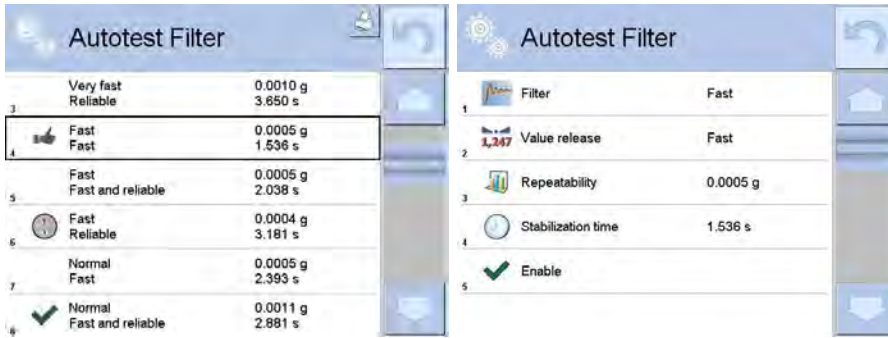 Autotest Filter
Very fast 0.0010 g
3 Reliable 3.650 s
Fast 0.0005 g
4 Fast 1.536 s
Fast 0.0005 g
5 Fast and reliable 2.038 s
Fast 0.0004 g
6 Reliable 3.181 s
Normal 0.0005 g
7 Fast 2.393 s
Normal 0.0011 g
Fast and reliable 2.881 s
Autotest Filter
1 Filter Fast
2 1,247 Value release Fast
3 Repeatability 0.0005 g
4 Stabilization time 1.536 s
5 Enable